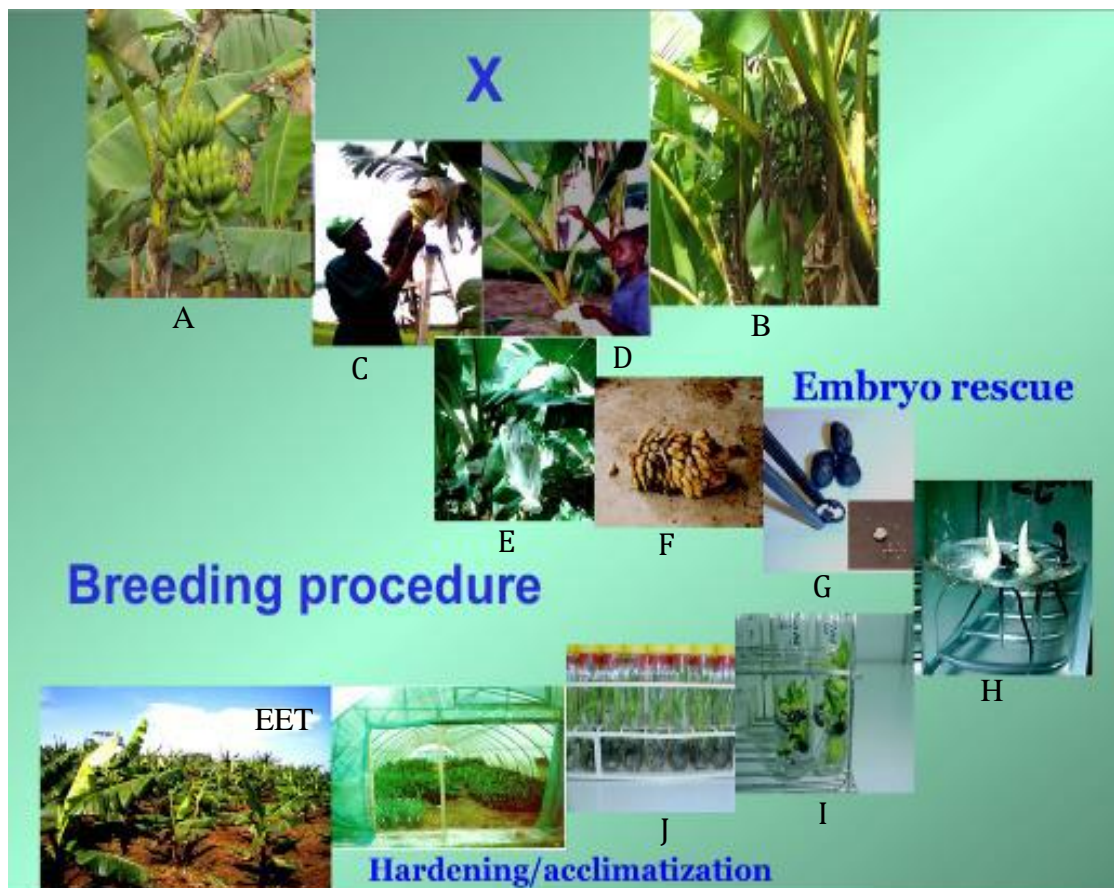 X
A
B
C
D
Embryo rescue
E
F
G
Breeding procedure
H
EET
I
J
Hardening/acclimatization